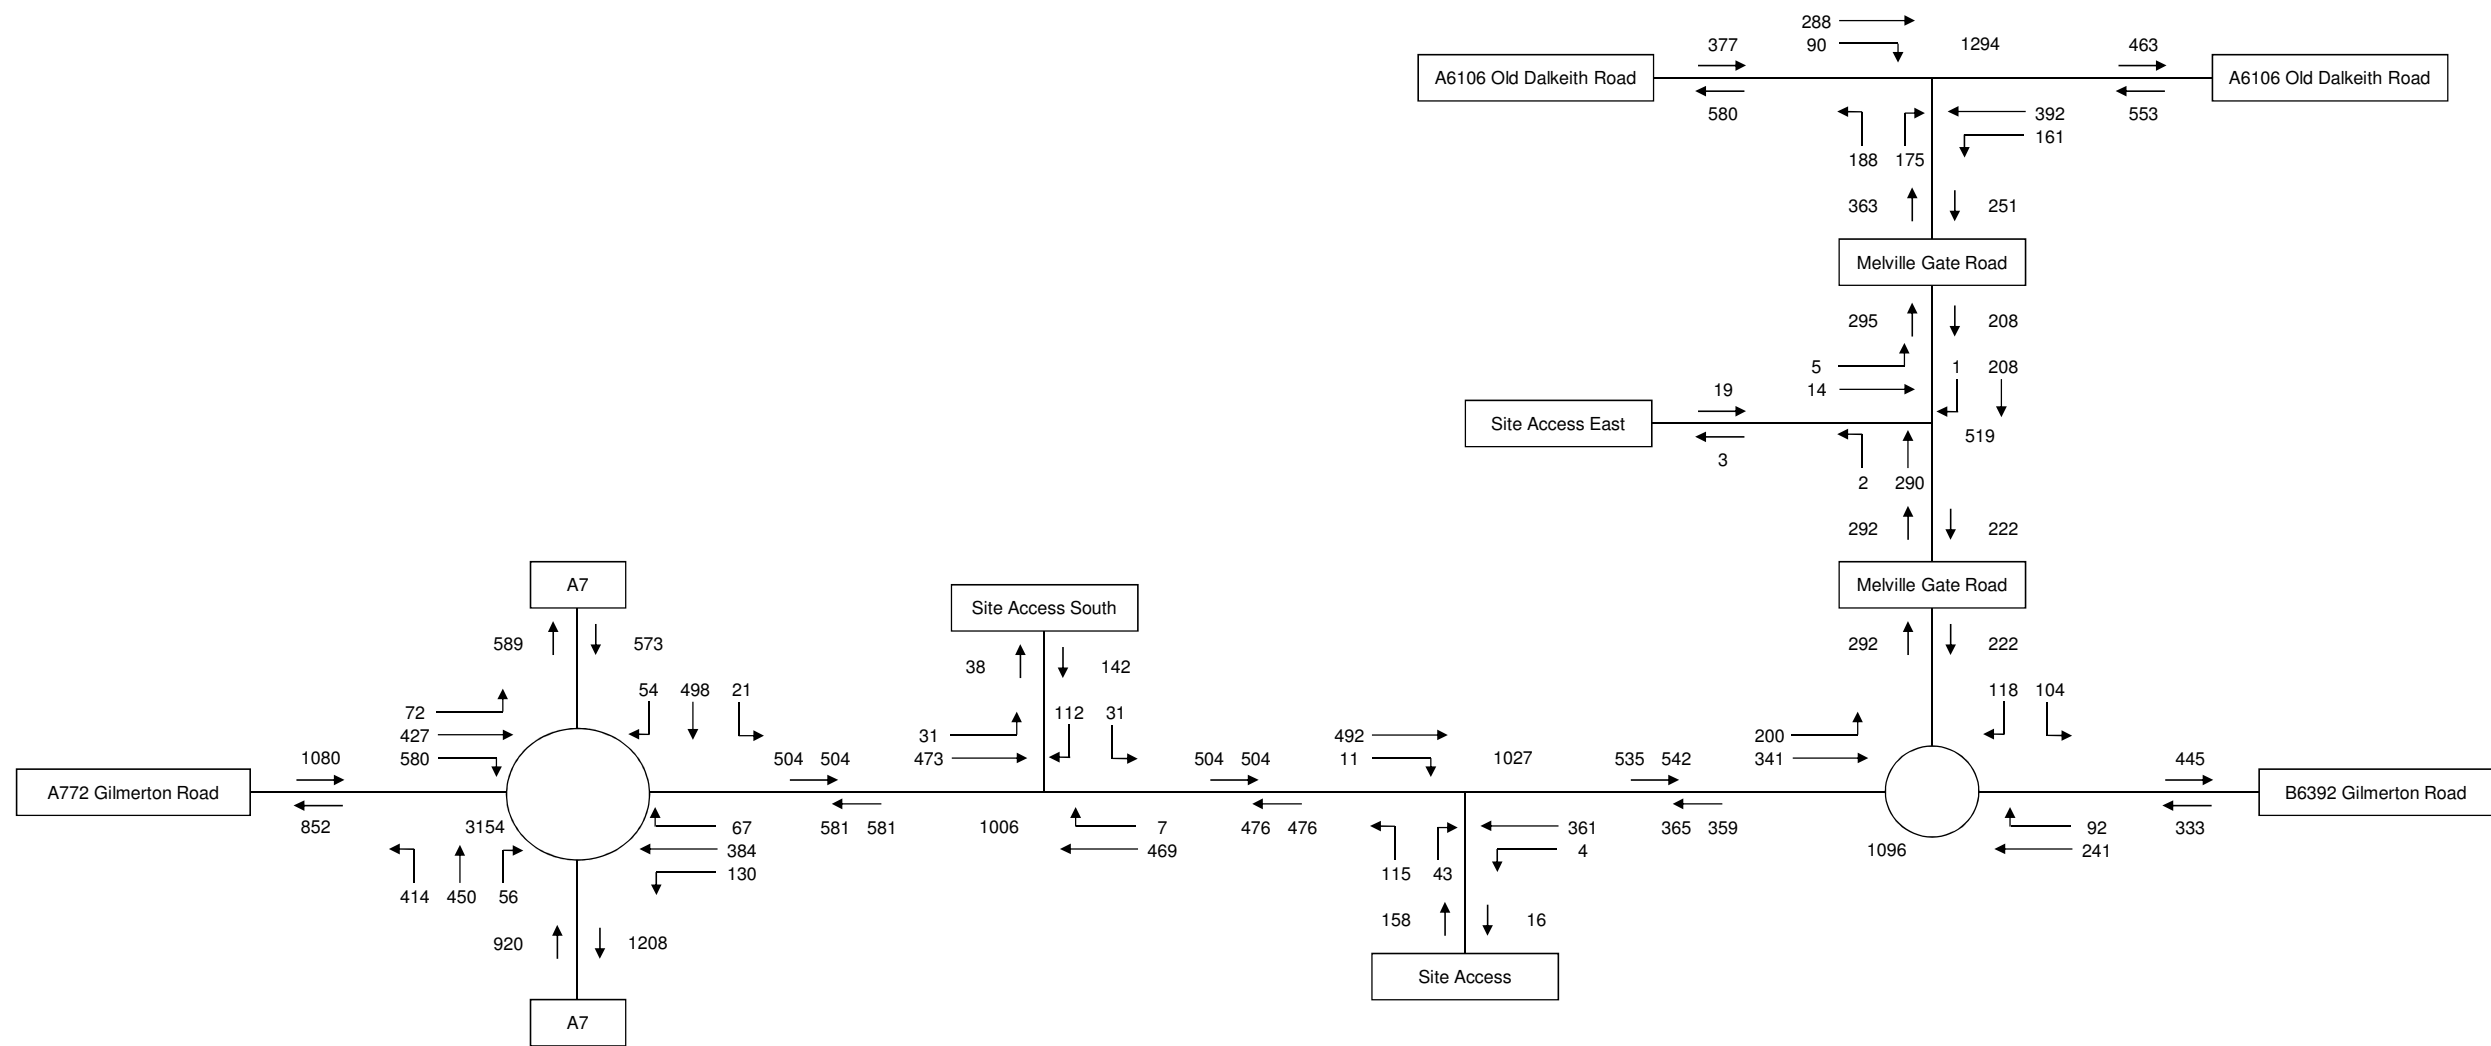 288
377 90 1294 463
A6106 Old Dalkeith Road A6106 Old Dalkeith Road
580 392 553
161
188 175
363 251
Melville Gate Road
295 208
5 1 208
19 14
Site Access East
519
3
2 290
292 222
A7 Melville Gate Road
Site Access South
589 573 292 222
38 142
54 498 21 118 104
72 112 31
427 31 492 200
1080 580 504 504 473 504 504 11 1027 535 542 341 445
A772 Gilmerton Road B6392 Gilmerton Road
852 3154 67 581 581 1006 7 476 476 361 365 359 92 333
384 469 4 1096 241
130 115 43
414 450 56
158 16
920 1208
Site Access
A7